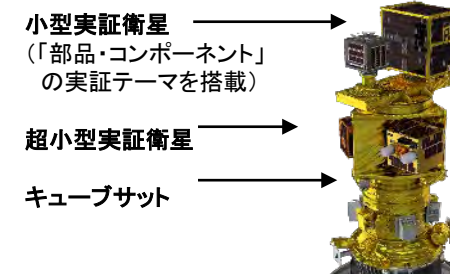 小型実証衛星
（「部品・コンポーネント」
の実証テーマを搭載）
超小型実証衛星
キューブサット